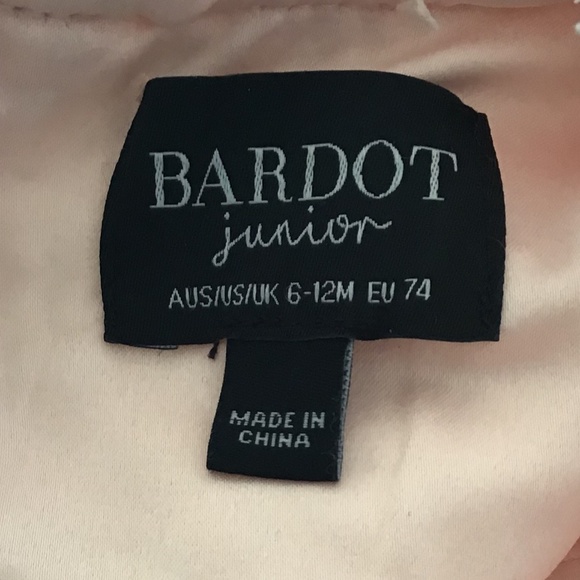 BARDOT
junior
AUS/US/UK 6-12M EU 74
MADE IN
CHINA